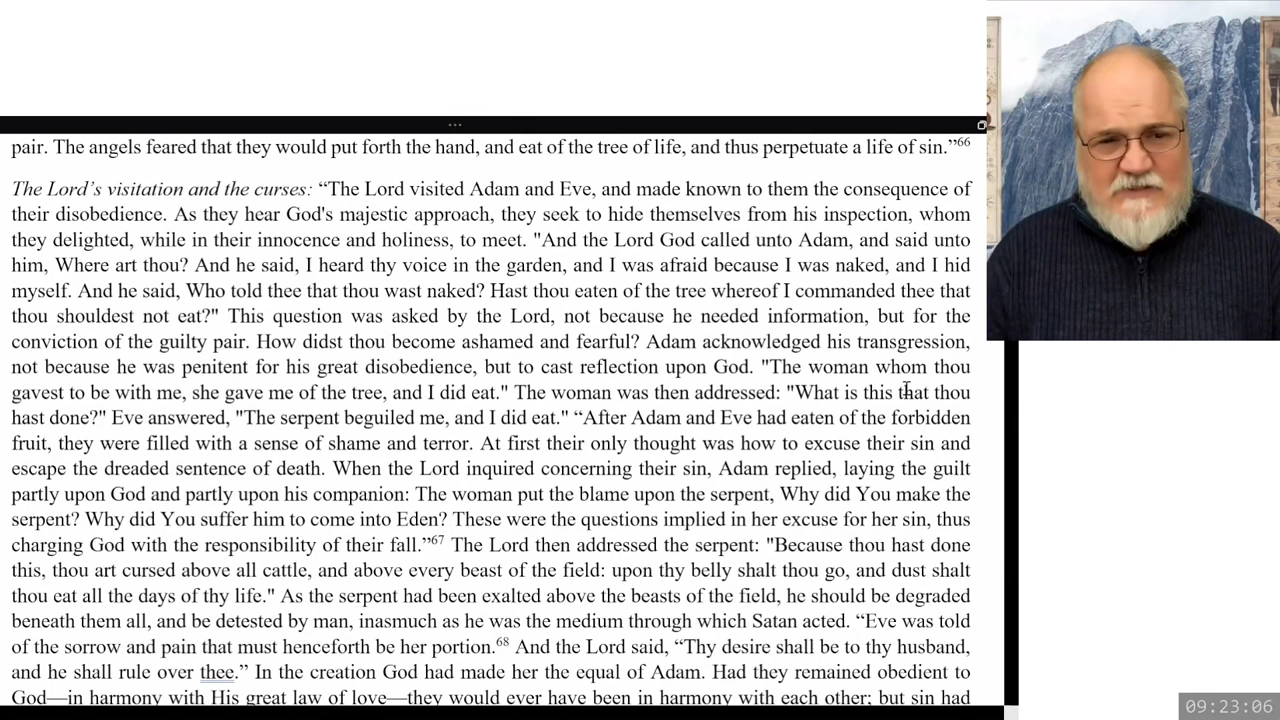 pair. The angels feared that they would put forth the hand, and eat of the tree of life, and thus perpetuate a life of sin.”66
The Lord’s visitation and the curses: “The Lord visited Adam and Eve, and made known to them the consequence of
their disobedience. As they hear God's majestic approach, they seek to hide themselves from his inspection, whom
they delighted, while in their innocence and holiness, to meet. "And the Lord God called unto Adam, and said unto
him, Where art thou? And he said, I heard thy voice in the garden, and I was afraid because I was naked, and I hid
myself. And he said, Who told thee that thou wast naked? Hast thou eaten of the tree whereof I commanded thee that
thou shouldest not eat?" This question was asked by the Lord, not because he needed information, but for the
conviction of the guilty pair. How didst thou become ashamed and fearful? Adam acknowledged his transgression,
not because he was penitent for his great disobedience, but to cast reflection upon God. "The woman whom thou
gavest to be with me, she gave me of the tree, and I did eat." The woman was then addressed: "What is this that thou
hast done?" Eve answered, "The serpent beguiled me, and I did eat." “After Adam and Eve had eaten of the forbidden
fruit, they were filled with a sense of shame and terror. At first their only thought was how to excuse their sin and
escape the dreaded sentence of death. When the Lord inquired concerning their sin, Adam replied, laying the guilt
partly upon God and partly upon his companion: The woman put the blame upon the serpent, Why did You make the
serpent? Why did You suffer him to come into Eden? These were the questions implied in her excuse for her sin, thus
charging God with the responsibility of their fall.”67 The Lord then addressed the serpent: "Because thou hast done
this, thou art cursed above all cattle, and above every beast of the field: upon thy belly shalt thou go, and dust shalt
thou eat all the days of thy life." As the serpent had been exalted above the beasts of the field, he should be degraded
beneath them all, and be detested by man, inasmuch as he was the medium through which Satan acted. “Eve was told
of the sorrow and pain that must henceforth be her portion.68 And the Lord said, “Thy desire shall be to thy husband,
and he shall rule over thee.” In the creation God had made her the equal of Adam. Had they remained obedient to
God—in harmony with His great law of love—they would ever have been in harmony with each other; but sin had
09:23:06